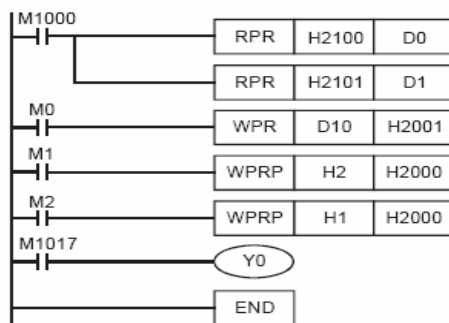 M1000
RPR H2100 D0
RPR H2101 D1
M0
WPR D10 H2001
M1
WPRP H2 H2000
M2
WPRP H1 H2000
M1017
Y0
END